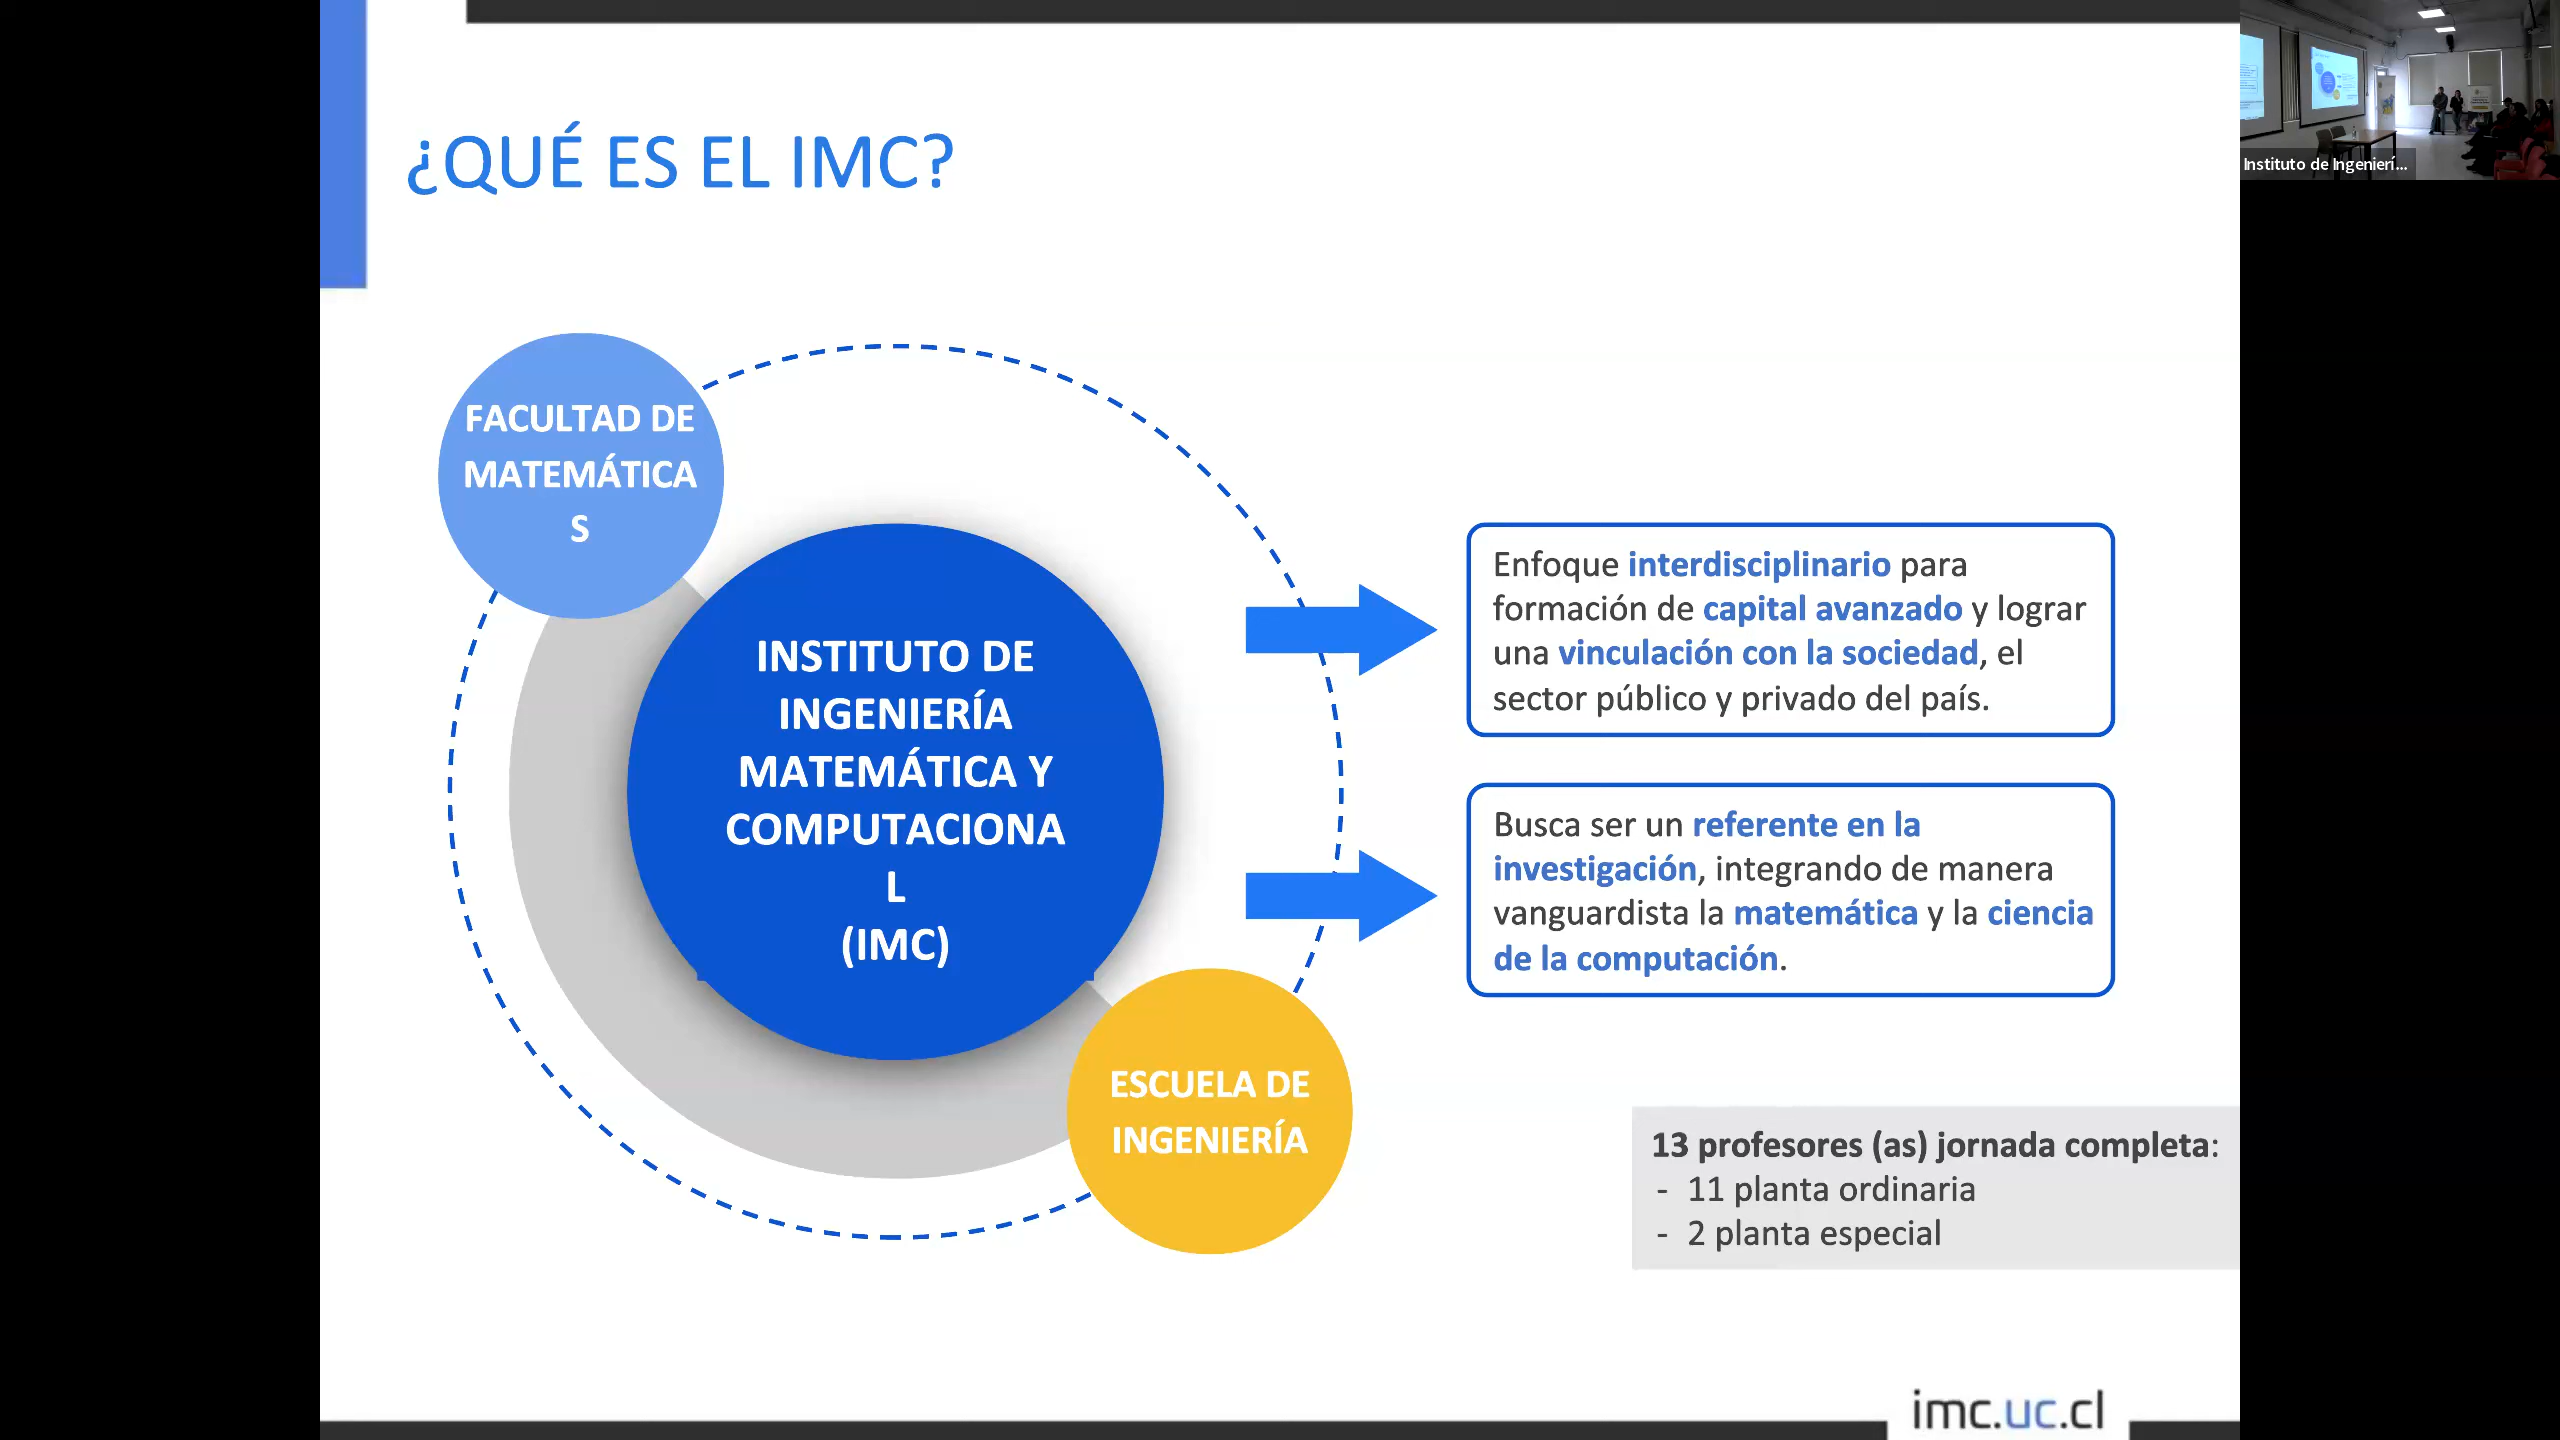 ¿QUÉ ES EL IMC?
FACULTAD DE
MATEMÁTICA
S
INSTITUTO DE
INGENIERÍA
MATEMÁTICA Y
COMPUTACIONA
L
(IMC)
ESCUELA DE
INGENIERÍA
Enfoque interdisciplinario para
formación de capital avanzado y lograr
una vinculación con la sociedad, el
sector público y privado del país.
Busca ser un referente en la
investigación, integrando de manera
vanguardista la matemática y la ciencia
de la computación.
13 profesores (as) jornada completa:
- 11 planta ordinaria
- 2 planta especial
imc.uc.cl
Instituto de Ingenierí...